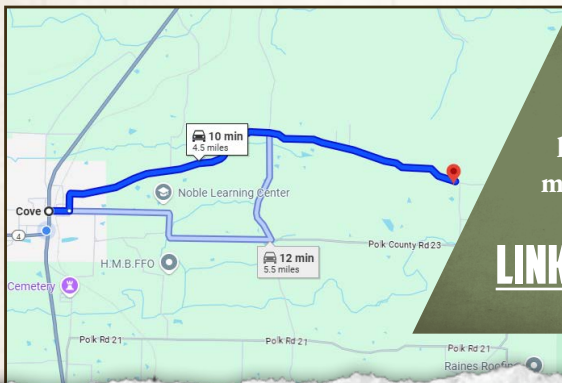 10 min
4.5 miles
Noble Learning Center
Cove
4
12 min
5.5 miles
Polk County Rd 23
H.M.B.FFO
Cemetery
LINK
Polk Rd 21
Polk Rd 21
Polk Rd 21
Raines Roofin